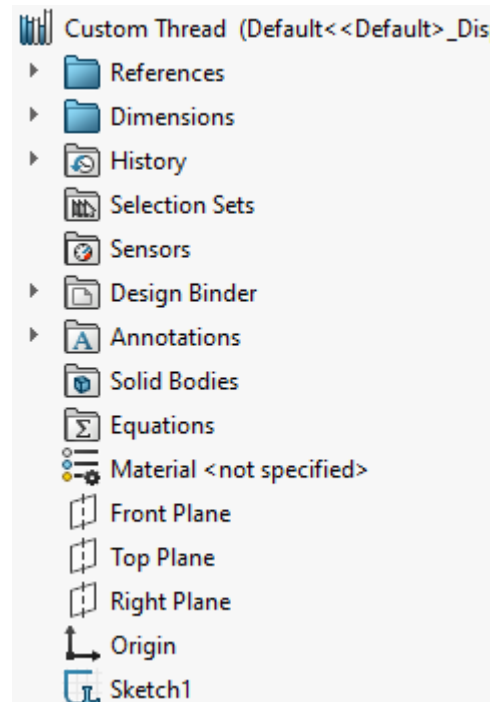 Custom Thread (Default<<Default>_Dis
References
Dimensions
History
Selection Sets
Sensors
Design Binder
Annotations
Solid Bodies
Equations
Material <not specified>
Front Plane
Top Plane
Right Plane
Origin
Sketch1